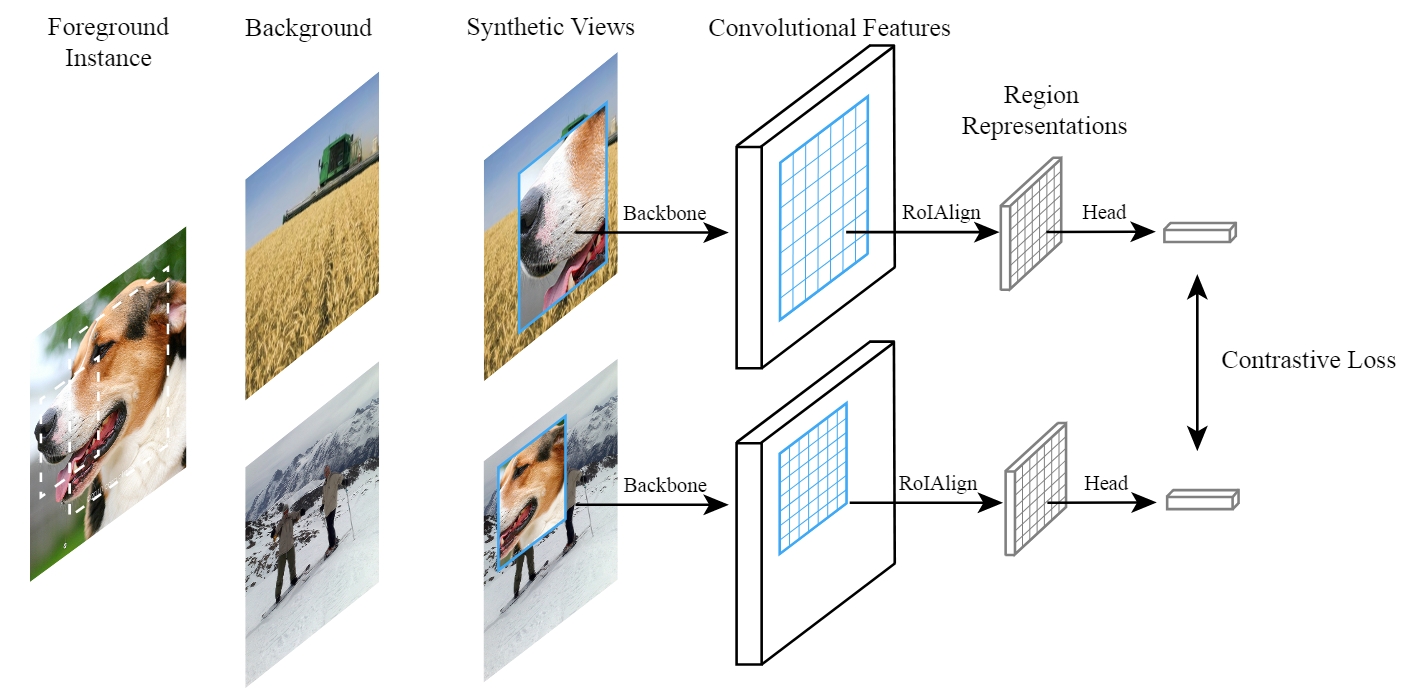 Foreground
Instance
Background
Synthetic Views
Convolutional Features
Region
Representations
Backbone
RoIAlign
Head
Contrastive Loss
Backbone
RoIAlign
Head